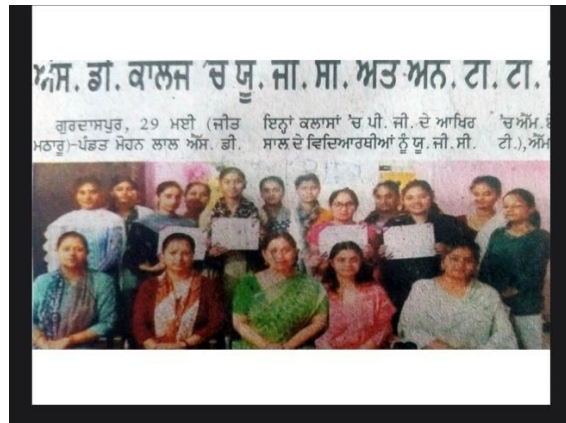 ਐੱਸ. ਡੀ. ਕਾਲਜ 'ਚ ਯੂ. ਜੀ. ਸੀ. ਅਤੇ ਐਨ. ਟੀ. ਟੀ.
ਗੁਰਦਾਸਪੁਰ, 29 ਮਈ (ਜੀਤ
ਮਠਾਰੂ)-ਪੰਡਤ ਮੋਹਨ ਲਾਲ ਐੱਸ. ਡੀ.
ਇਨ੍ਹਾਂ ਕਲਾਸਾਂ 'ਚ ਪੀ. ਜੀ. ਦੇ ਆਖਿਰ
ਸਾਲ ਦੇ ਵਿਦਿਆਰਥੀਆਂ ਨੂੰ ਯੂ. ਜੀ. ਸੀ.
'ਚ ਐੱਮ.
ਟੀ.),